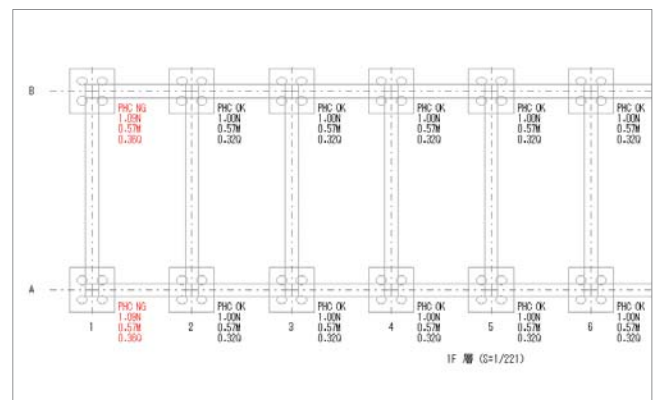 B
PHC NG PHC OK PHC OK PHC OK PHC OK PHC OK
1.09N 1.00N 1.00N 1.00N 1.00N 1.00N
0.57M 0.57M 0.57M 0.57M 0.57M 0.57M
0.36Q 0.32Q 0.32Q 0.32Q 0.32Q 0.32Q
A
PHC NG PHC OK PHC OK PHC OK PHC OK PHC OK
1.09N 1.00N 1.00N 1.00N 1.00N 1.00N
0.57M 0.57M 0.57M 0.57M 0.57M 0.57M
0.36Q 0.32Q 0.32Q 0.32Q 0.32Q 0.32Q
1 2 3 4 5 6
1F 層 (S=1/221)